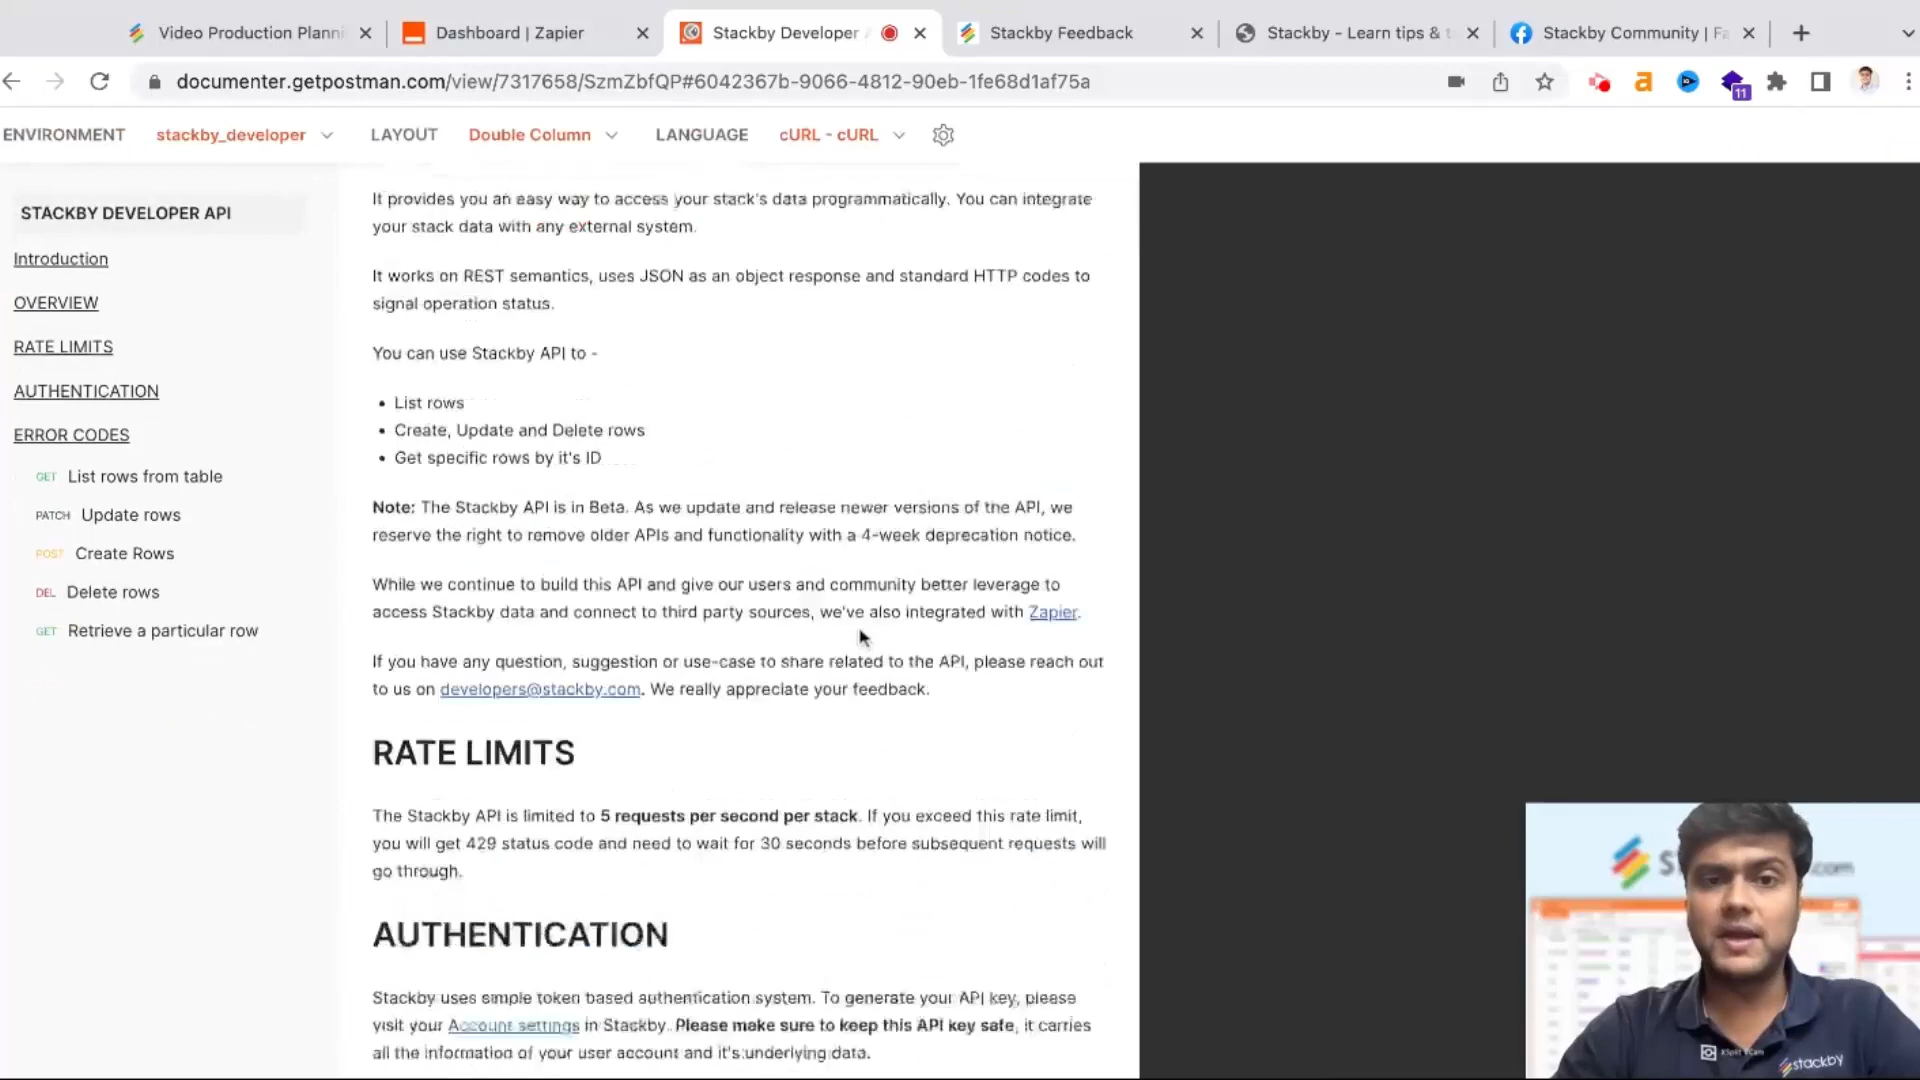 Video Production Planni
Dashboard | Zapier
Stackby Developer A
Stackby Feedback
Stackby - Learn tips & t
Stackby Community | Fa
documenter.getpostman.com/view/7317658/SzmZbfQP#6042367b-9066-4812-90eb-1fe68d1af75a
11
ENVIRONMENT stackby_developer LAYOUT Double Column LANGUAGE cURL - cURL
STACKBY DEVELOPER API
Introduction
OVERVIEW
RATE LIMITS
AUTHENTICATION
ERROR CODES
GET List rows from table
PATCH Update rows
POST Create Rows
DEL Delete rows
GET Retrieve a particular row
It provides you an easy way to access your stack's data programmatically. You can integrate
your stack data with any external system.
It works on REST semantics, uses JSON as an object response and standard HTTP codes to
signal operation status.
You can use Stackby API to -
• List rows
• Create, Update and Delete rows
• Get specific rows by it's ID
Note: The Stackby API is in Beta. As we update and release newer versions of the API, we
reserve the right to remove older APIs and functionality with a 4-week deprecation notice.
While we continue to build this API and give our users and community better leverage to
access Stackby data and connect to third party sources, we've also integrated with Zapier.
If you have any question, suggestion or use-case to share related to the API, please reach out
to us on developers@stackby.com. We really appreciate your feedback.
RATE LIMITS
The Stackby API is limited to 5 requests per second per stack. If you exceed this rate limit,
you will get 429 status code and need to wait for 30 seconds before subsequent requests will
go through.
AUTHENTICATION
Stackby uses simple token based authentication system. To generate your API key, please
visit your Account settings in Stackby. Please make sure to keep this API key safe, it carries
all the information of your user account and it's underlying data.
XSplit VCam
stackby